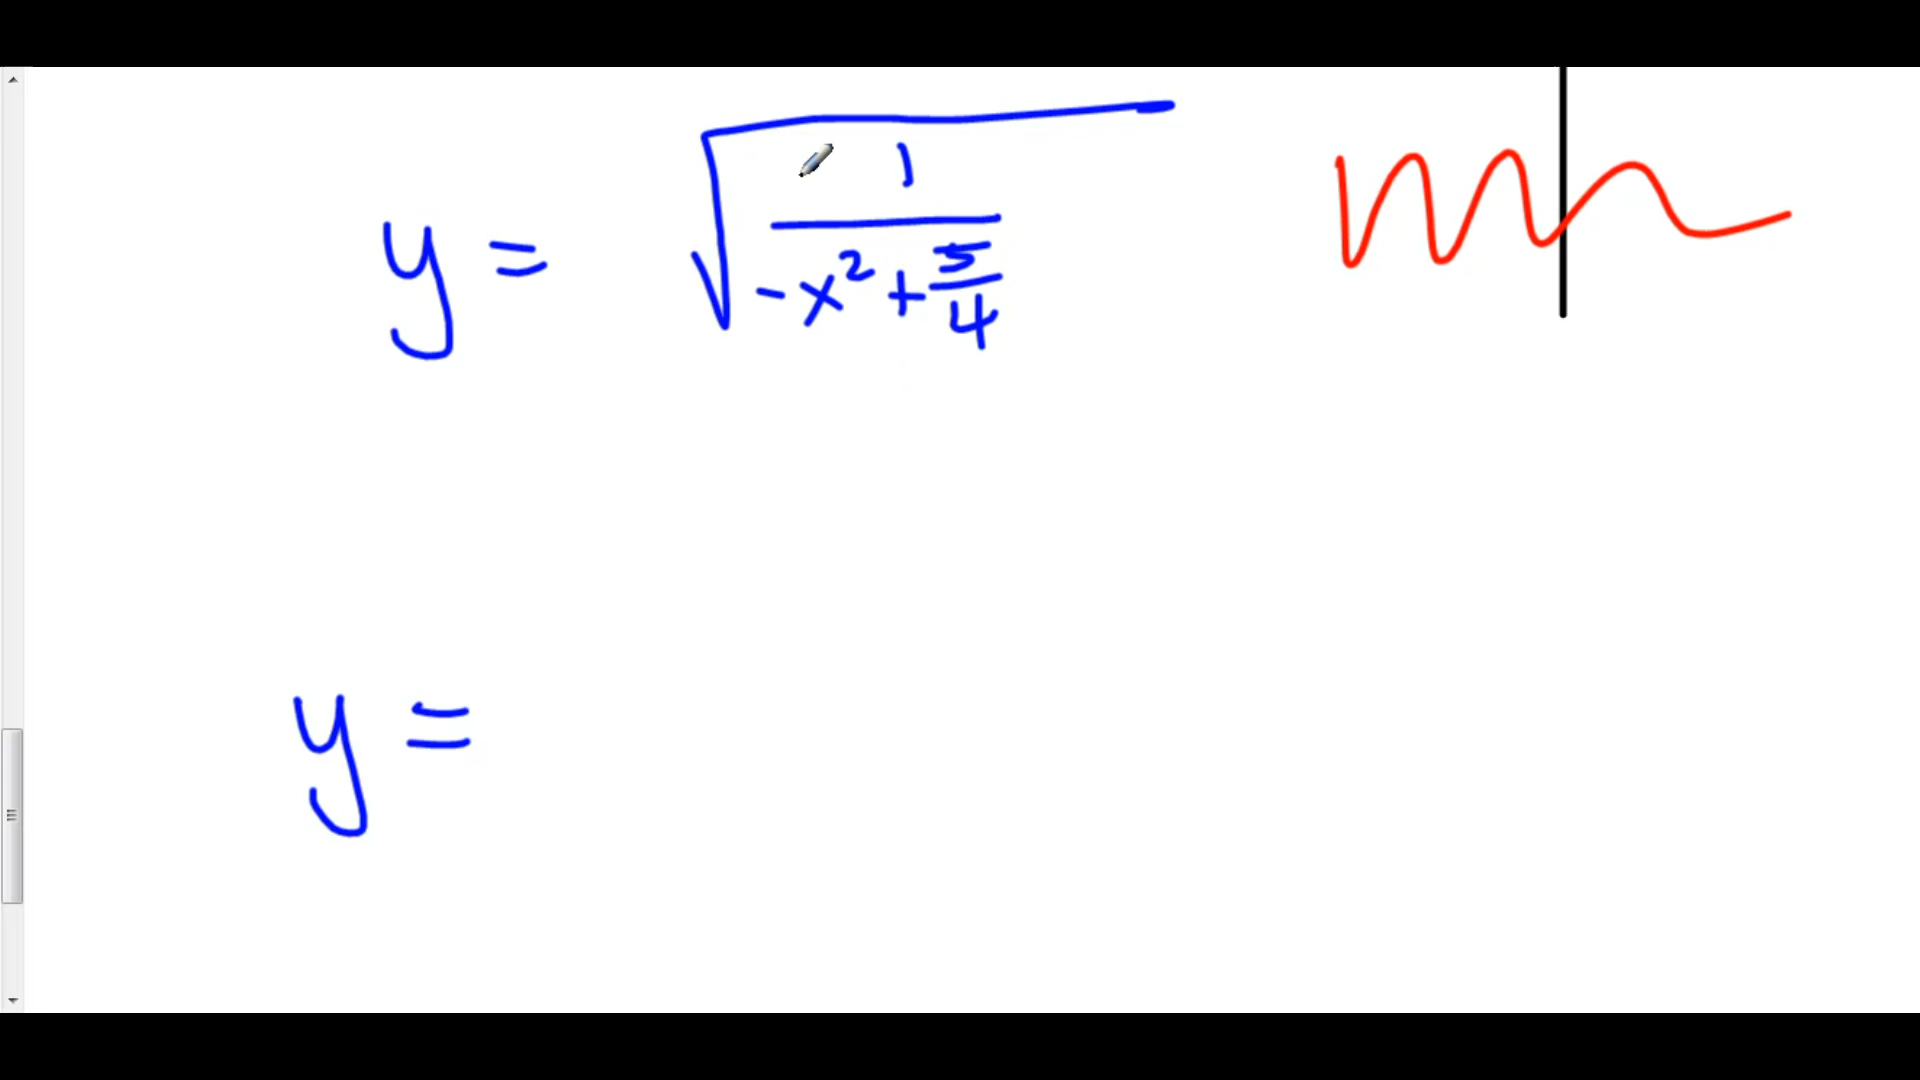 y = √(1/(-x² + 5/4))
y =